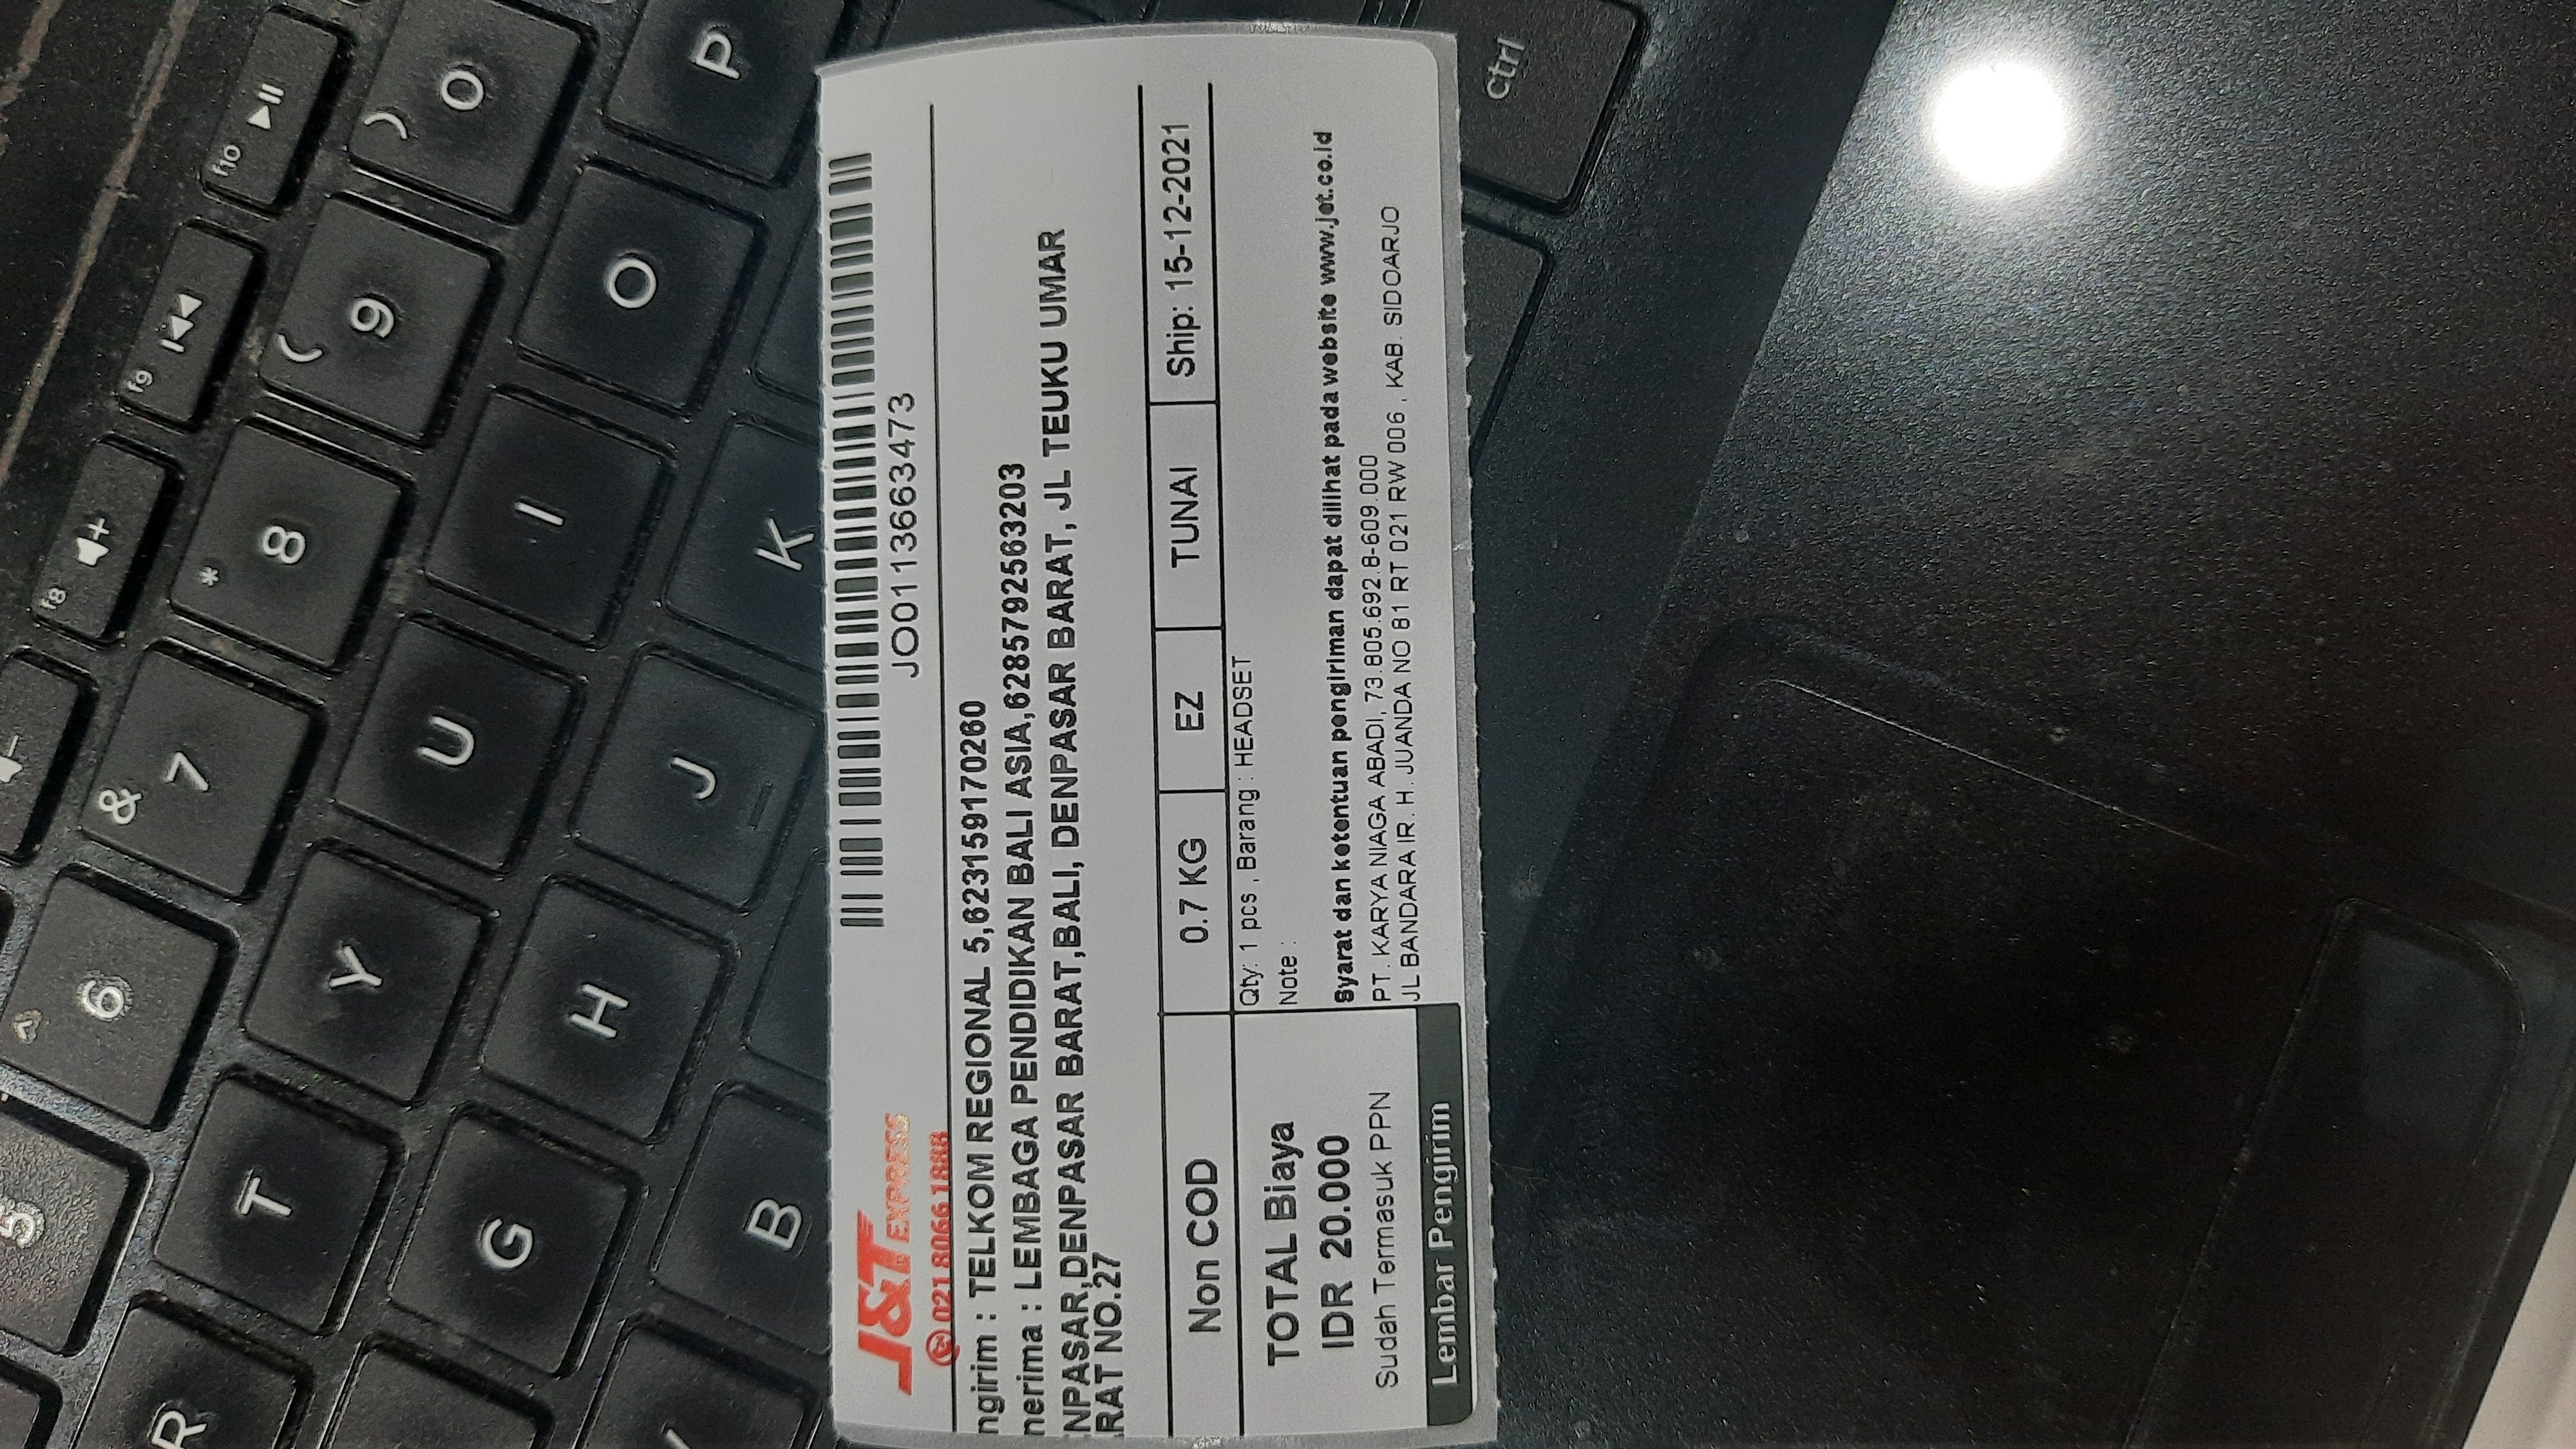 5
^
6
&
7
f8
+
*
8
f9
(
9
f10
)
0
R
T
Y
U
I
O
P
G
H
J
K
B
J&T EXPRESS
021 8066 1888
JO0113663473
ngirim : TELKOM REGIONAL 5,623159170260
nerima : LEMBAGA PENDIDIKAN BALI ASIA,6285792563203
NPASAR,DENPASAR BARAT,BALI, DENPASAR BARAT, JL TEUKU UMAR
RAT NO.27
Non COD 0.7 KG EZ TUNAI Ship: 15-12-2021
TOTAL Biaya
IDR 20.000
Sudah Termasuk PPN
Lembar Pengirim
Qty: 1 pcs , Barang : HEADSET
Note :
Syarat dan ketentuan pengiriman dapat dilihat pada website www.jet.co.id
PT. KARYA NIAGA ABADI, 73.805.692.8-609.000
JL BANDARA IR. H. JUANDA NO 81 RT 021 RW 006 , KAB. SIDOARJO
ctrl